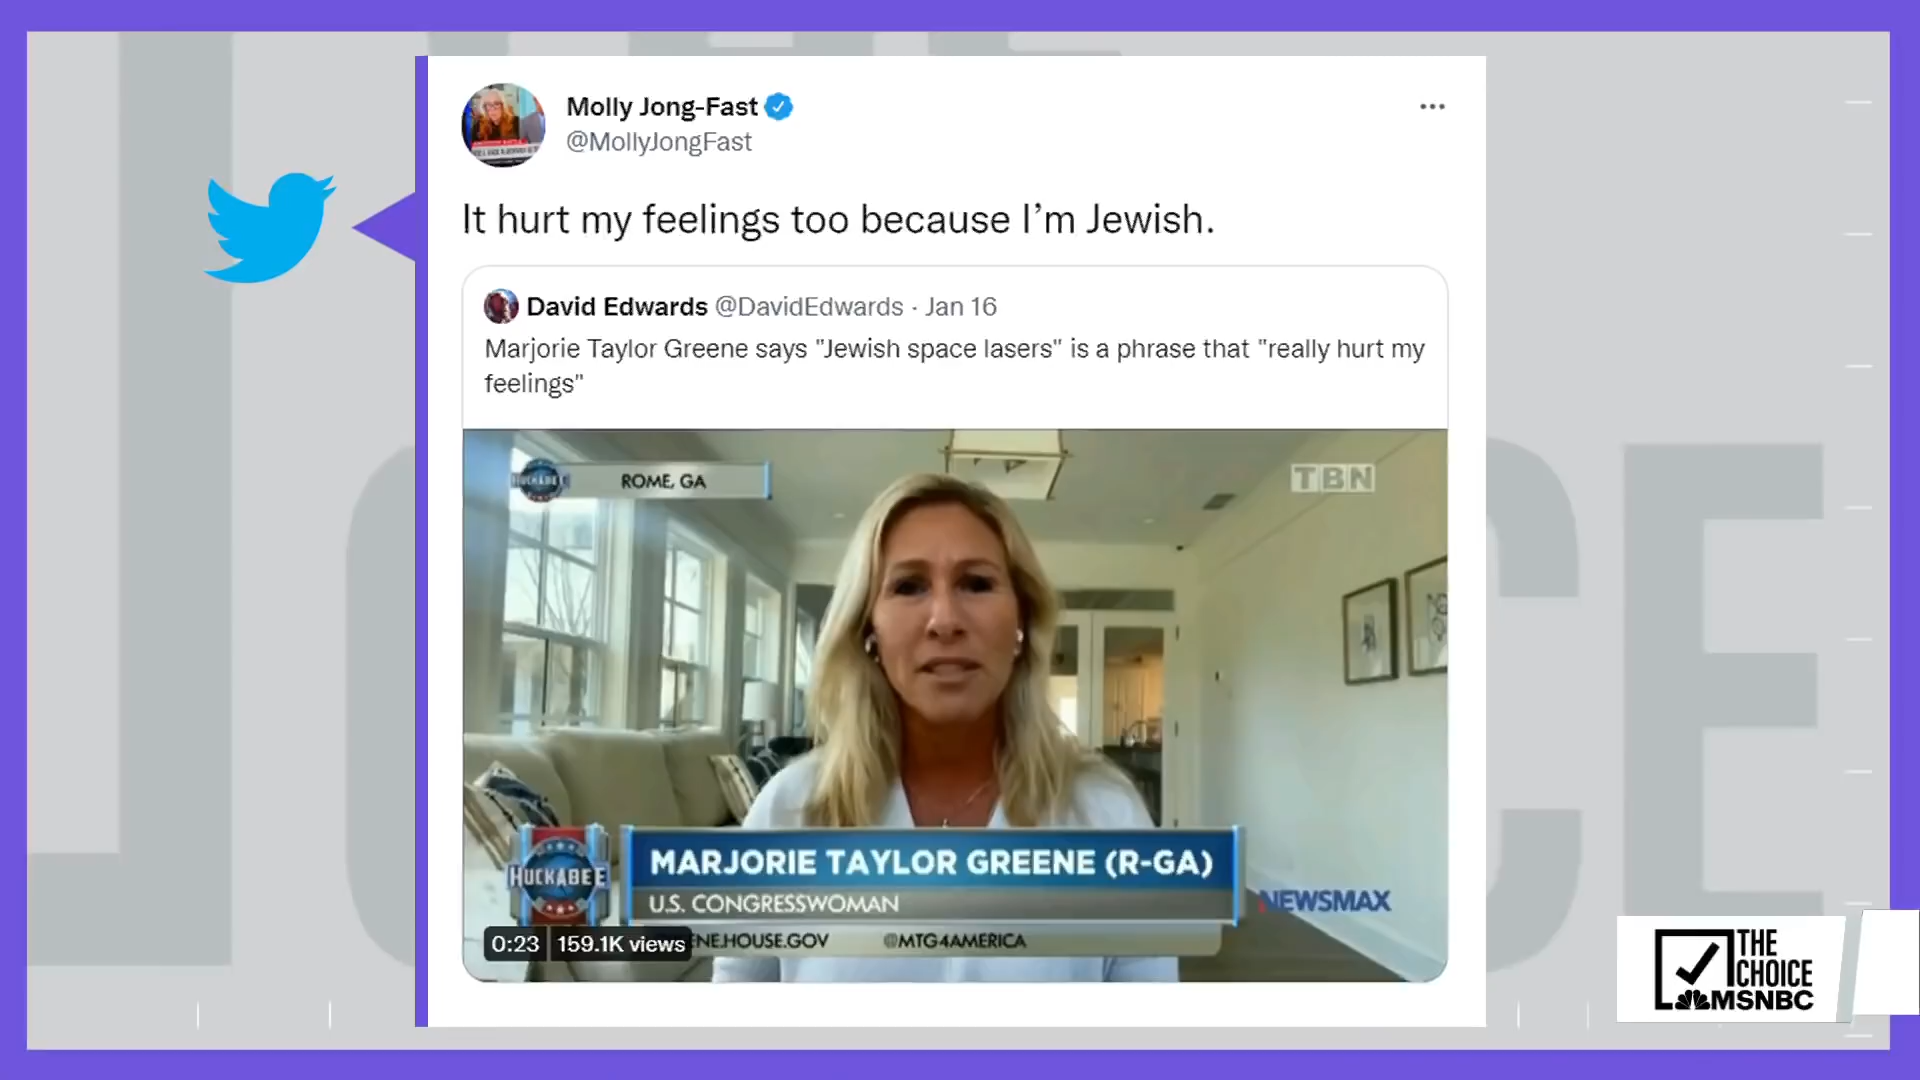 Molly Jong-Fast
@MollyJongFast
It hurt my feelings too because I’m Jewish.
David Edwards @DavidEdwards · Jan 16
Marjorie Taylor Greene says "Jewish space lasers" is a phrase that "really hurt my
feelings"
HUCKABEE
ROME, GA
TBN
HUCKABEE
MARJORIE TAYLOR GREENE (R-GA)
U.S. CONGRESSWOMAN
NEWSMAX
0:23 159.1K views
ENE.HOUSE.GOV @MTG4AMERICA
THE
CHOICE
MSNBC